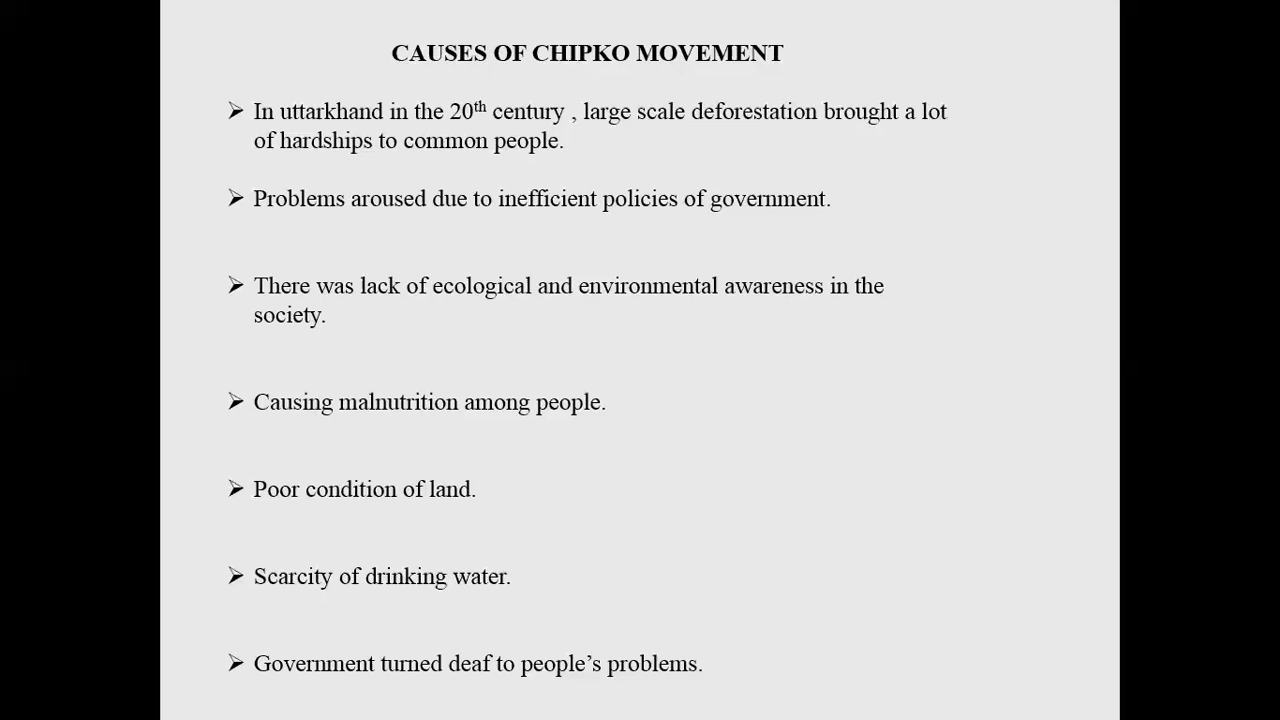 CAUSES OF CHIPKO MOVEMENT
➢ In uttarkhand in the 20th century , large scale deforestation brought a lot
of hardships to common people.
➢ Problems aroused due to inefficient policies of government.
➢ There was lack of ecological and environmental awareness in the
society.
➢ Causing malnutrition among people.
➢ Poor condition of land.
➢ Scarcity of drinking water.
➢ Government turned deaf to people’s problems.